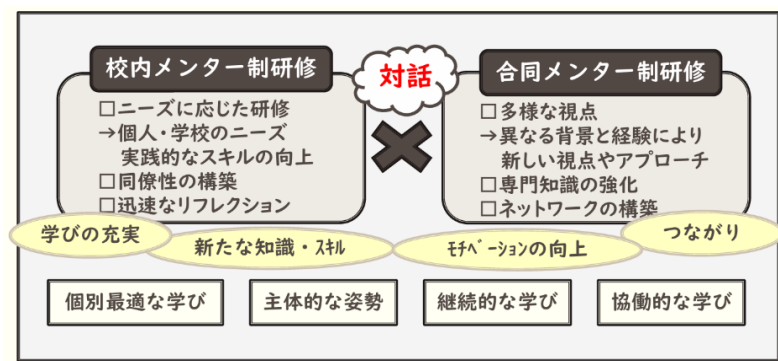 校内メンター制研修
□ニーズに応じた研修
→個人・学校のニーズ
実践的なスキルの向上
□同僚性の構築
□迅速なリフレクション
対話
合同メンター制研修
□多様な視点
→異なる背景と経験により
新しい視点やアプローチ
□専門知識の強化
□ネットワークの構築
学びの充実
新たな知識・ｽｷﾙ
ﾓﾁﾍﾞｰｼｮﾝの向上
つながり
個別最適な学び
主体的な姿勢
継続的な学び
協働的な学び